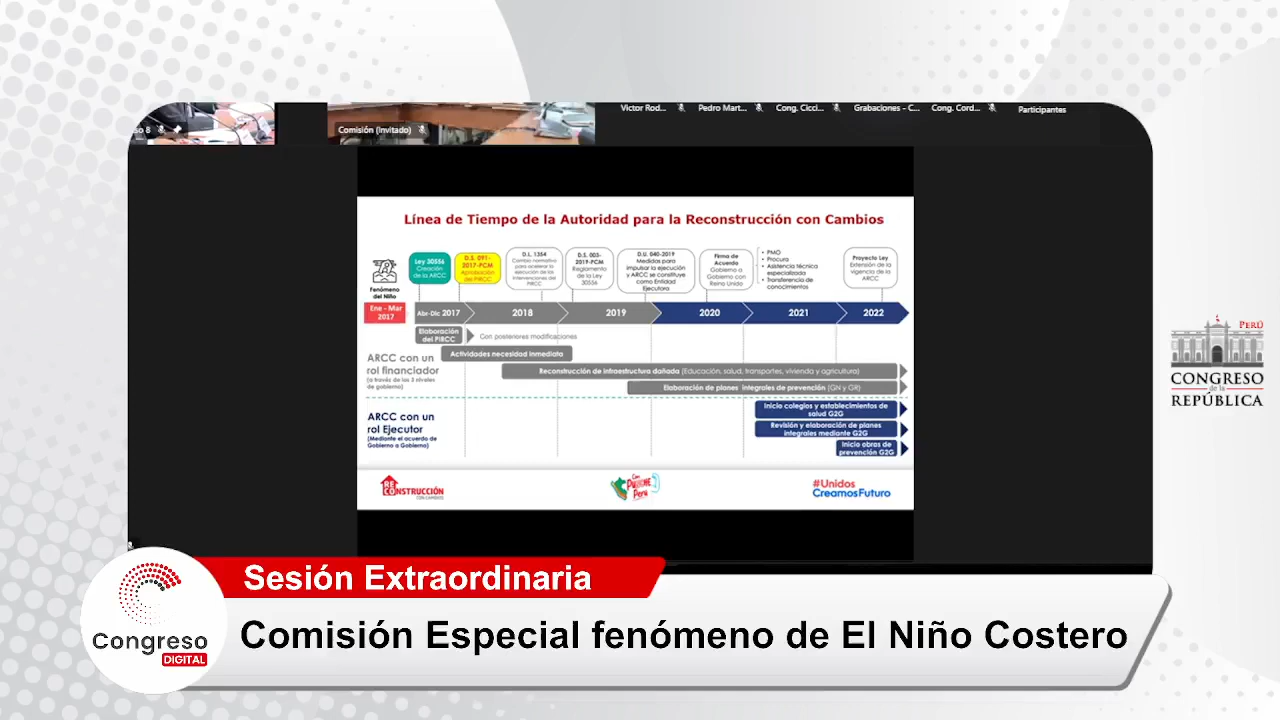 so 8
Comisión (Invitado)
Victor Rod...
Pedro Mart...
Cong. Cicci...
Grabaciones - C...
Cong. Cord...
Participantes
Línea de Tiempo de la Autoridad para la Reconstrucción con Cambios
Fenómeno
del Niño
Ley 30556
Creación
de la ARCC
D.S. 091-
2017-PCM
Aprobación
del PIRCC
D.L. 1354
Cambio normativo
para acelerar la
ejecución de las
intervenciones del
PIRCC
D.S. 003-
2019-PCM
Reglamento
de la Ley
30556
D.U. 040-2019
Medidas para
impulsar la ejecución
y ARCC se constituye
como Entidad
Ejecutora
Firma de
Acuerdo
Gobierno a
Gobierno con
Reino Unido
• PMO
• Procura
• Asistencia técnica
especializada
• Transferencia de
conocimientos
Proyecto Ley
Extensión de la
vigencia de la
ARCC
Ene - Mar
2017
Abr-Dic 2017
2018
2019
2020
2021
2022
Elaboración
del PIRCC
Con posteriores modificaciones
Actividades necesidad inmediata
ARCC con un
rol financiador
(a través de los 3 niveles
de gobierno)
Reconstrucción de infraestructura dañada (Educación, salud, transportes, vivienda y agricultura)
Elaboración de planes integrales de prevención (GN y GR)
ARCC con un
rol Ejecutor
(Mediante el acuerdo de
Gobierno a Gobierno)
Inicio colegios y establecimientos de
salud G2G
Revisión y elaboración de planes
integrales mediante G2G
Inicio obras de
prevención G2G
RECONSTRUCCIÓN
CON CAMBIOS
Con
Punche
Perú
#Unidos
CreamosFuturo
PERÚ
CONGRESO
de la
REPÚBLICA
Sesión Extraordinaria
Comisión Especial fenómeno de El Niño Costero
Congreso
DIGITAL